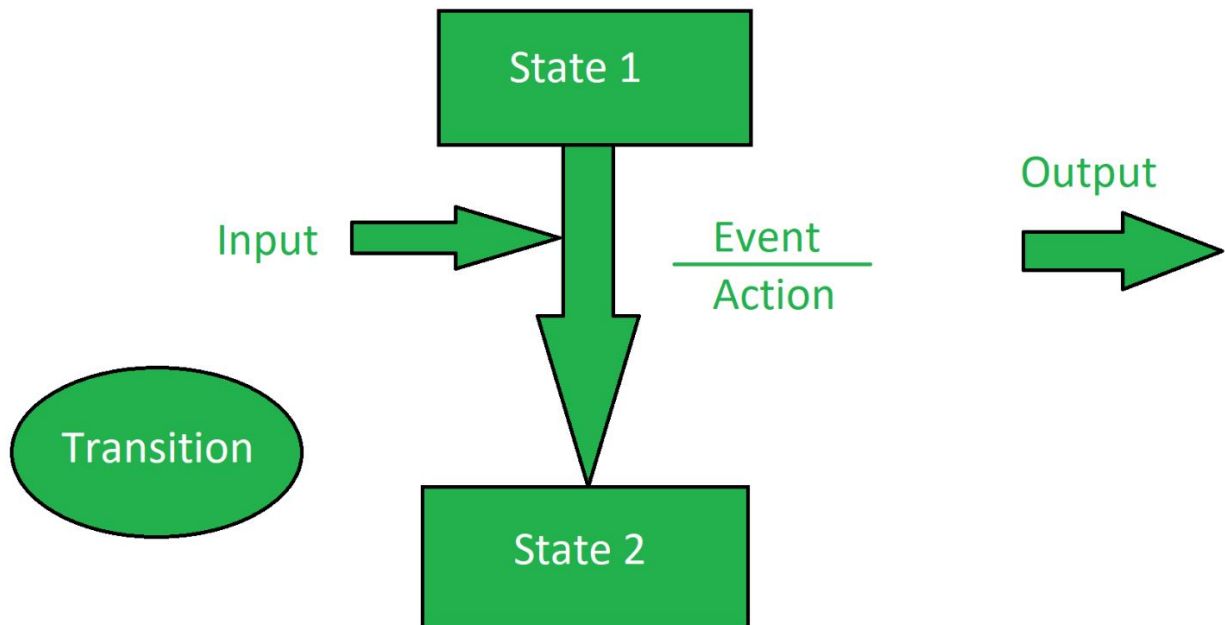 State 1
Output
Input
Event
Action
Transition
State 2